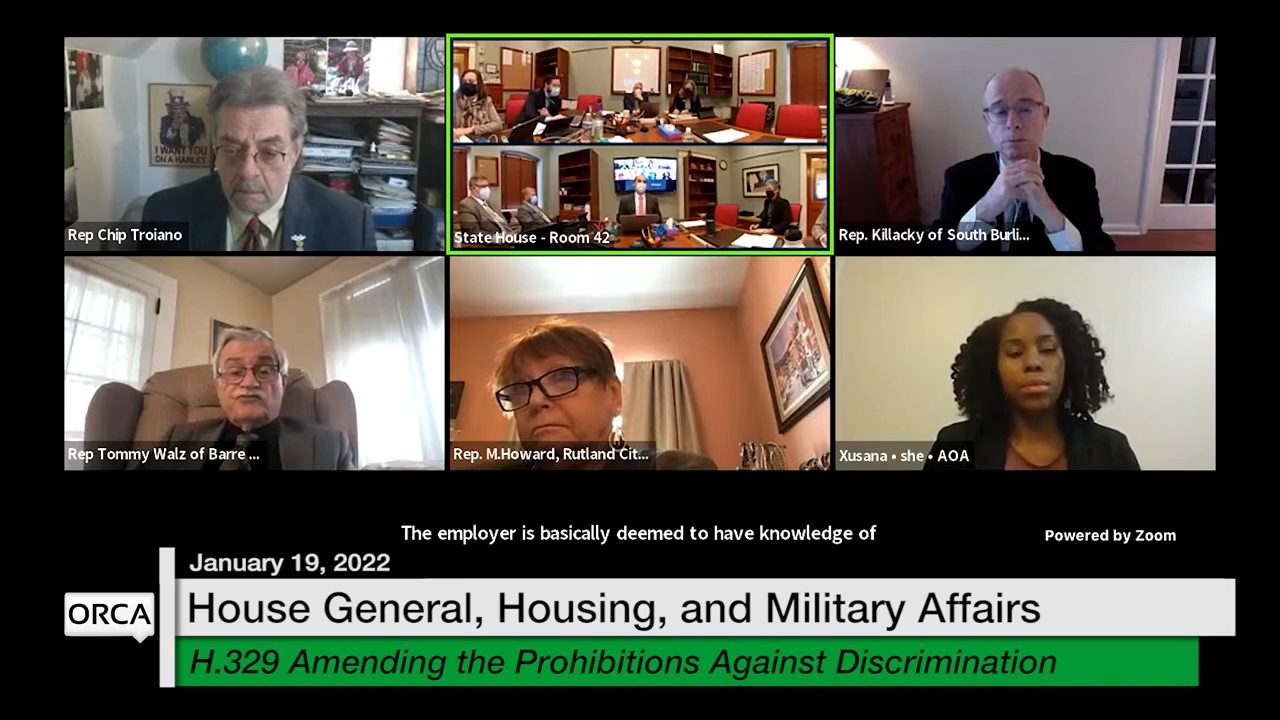 I WANT YOU
ON A HARLEY
Rep Chip Troiano
State House - Room 42
Rep. Killacky of South Burli...
Rep Tommy Walz of Barre ...
Rep. M.Howard, Rutland Cit...
Xusana • she • AOA
The employer is basically deemed to have knowledge of
Powered by Zoom
January 19, 2022
ORCA
House General, Housing, and Military Affairs
H.329 Amending the Prohibitions Against Discrimination